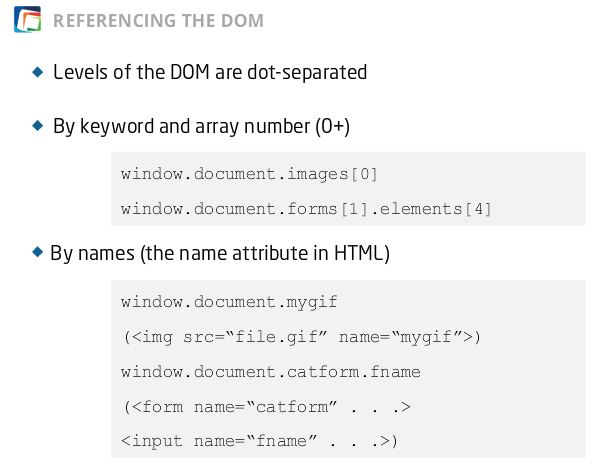 REFERENCING THE DOM
Levels of the DOM are dot-separated
By keyword and array number (0+)
window.document.images[0]
window.document.forms[1].elements[4]
By names (the name attribute in HTML)
window.document.mygif
(<img src=“file.gif” name=“mygif”>)
window.document.catform.fname
(<form name=“catform” . . .>
<input name=“fname” . . .>)